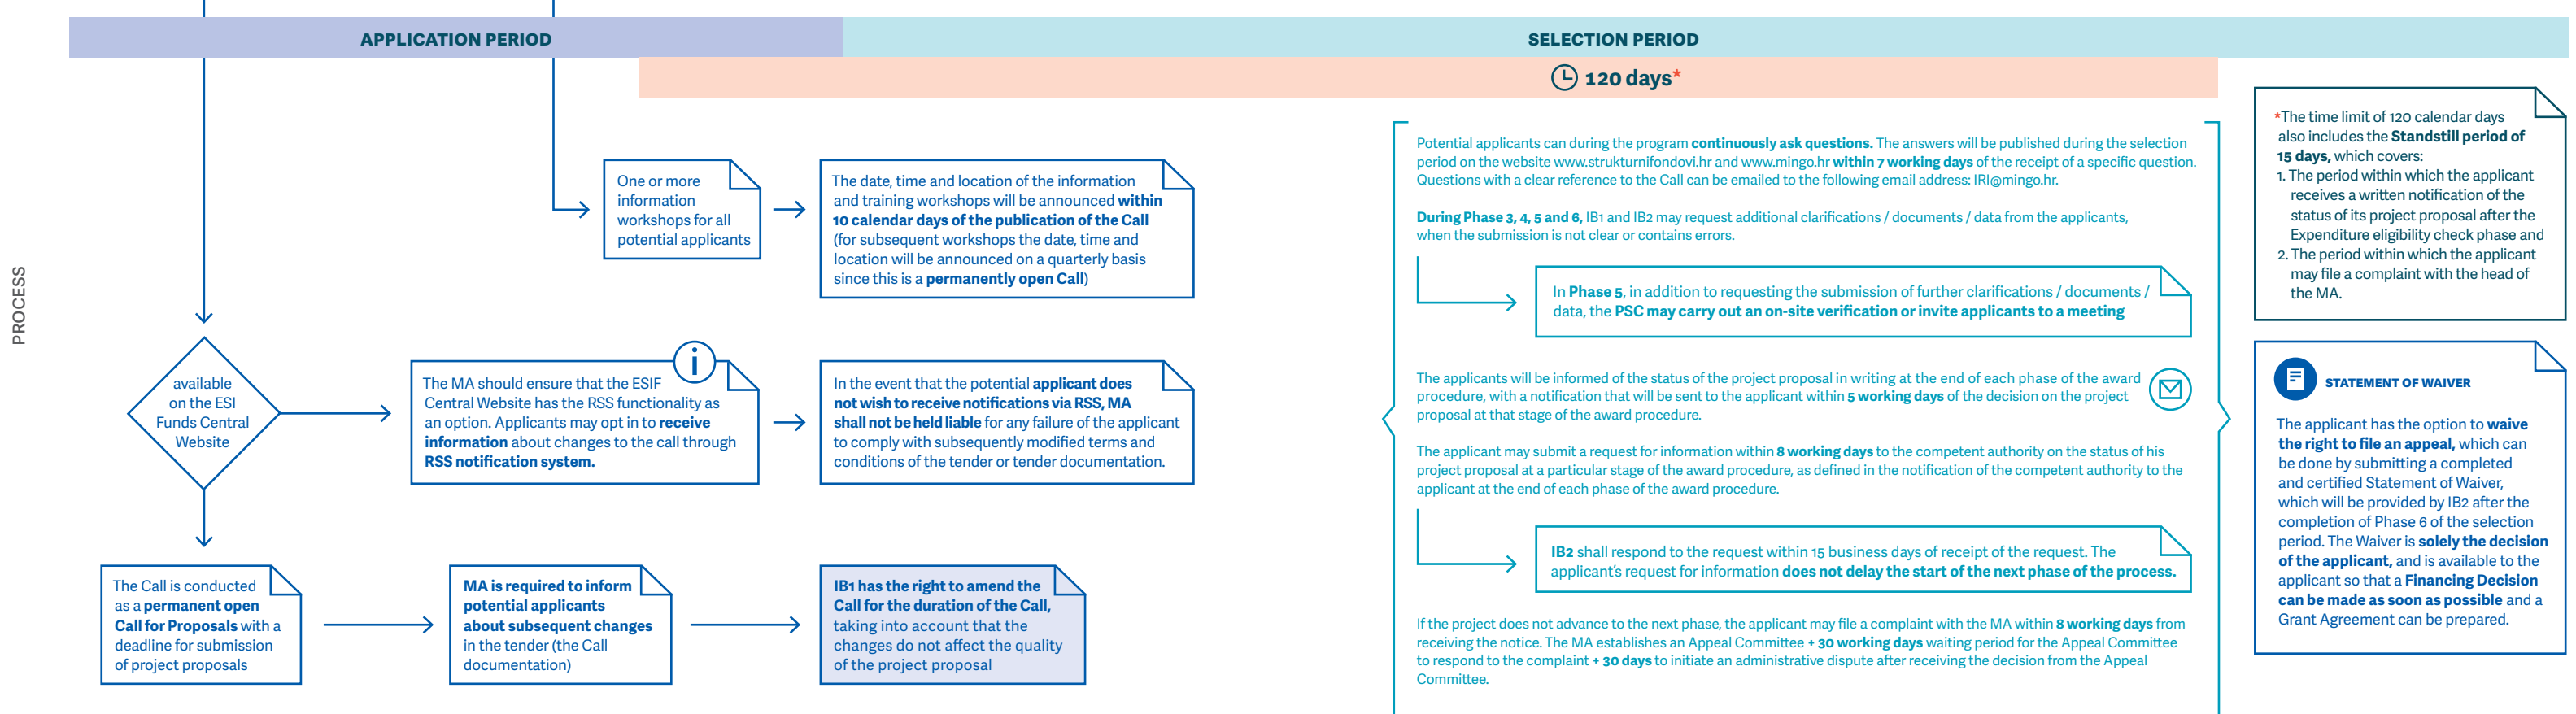 APPLICATION PERIOD
SELECTION PERIOD
120 days*
PROCESS
One or more
information
workshops for all
potential applicants
The date, time and location of the information
and training workshops will be announced within
10 calendar days of the publication of the Call
(for subsequent workshops the date, time and
location will be announced on a quarterly basis
since this is a permanently open Call)
available
on the ESI
Funds Central
Website
i
The MA should ensure that the ESIF
Central Website has the RSS functionality as
an option. Applicants may opt in to receive
information about changes to the call through
RSS notification system.
In the event that the potential applicant does
not wish to receive notifications via RSS, MA
shall not be held liable for any failure of the applicant
to comply with subsequently modified terms and
conditions of the tender or tender documentation.
The Call is conducted
as a permanent open
Call for Proposals with a
deadline for submission
of project proposals
MA is required to inform
potential applicants
about subsequent changes
in the tender (the Call
documentation)
IB1 has the right to amend the
Call for the duration of the Call,
taking into account that the
changes do not affect the quality
of the project proposal
Potential applicants can during the program continuously ask questions. The answers will be published during the selection
period on the website www.strukturnifondovi.hr and www.mingo.hr within 7 working days of the receipt of a specific question.
Questions with a clear reference to the Call can be emailed to the following email address: IRI@mingo.hr.
During Phase 3, 4, 5 and 6, IB1 and IB2 may request additional clarifications / documents / data from the applicants,
when the submission is not clear or contains errors.
In Phase 5, in addition to requesting the submission of further clarifications / documents /
data, the PSC may carry out an on-site verification or invite applicants to a meeting
The applicants will be informed of the status of the project proposal in writing at the end of each phase of the award
procedure, with a notification that will be sent to the applicant within 5 working days of the decision on the project
proposal at that stage of the award procedure.
The applicant may submit a request for information within 8 working days to the competent authority on the status of his
project proposal at a particular stage of the award procedure, as defined in the notification of the competent authority to the
applicant at the end of each phase of the award procedure.
IB2 shall respond to the request within 15 business days of receipt of the request. The
applicant's request for information does not delay the start of the next phase of the process.
If the project does not advance to the next phase, the applicant may file a complaint with the MA within 8 working days from
receiving the notice. The MA establishes an Appeal Committee + 30 working days waiting period for the Appeal Committee
to respond to the complaint + 30 days to initiate an administrative dispute after receiving the decision from the Appeal
Committee.
*The time limit of 120 calendar days
also includes the Standstill period of
15 days, which covers:
1. The period within which the applicant
receives a written notification of the
status of its project proposal after the
Expenditure eligibility check phase and
2. The period within which the applicant
may file a complaint with the head of
the MA.
STATEMENT OF WAIVER
The applicant has the option to waive
the right to file an appeal, which can
be done by submitting a completed
and certified Statement of Waiver,
which will be provided by IB2 after the
completion of Phase 6 of the selection
period. The Waiver is solely the decision
of the applicant, and is available to the
applicant so that a Financing Decision
can be made as soon as possible and a
Grant Agreement can be prepared.